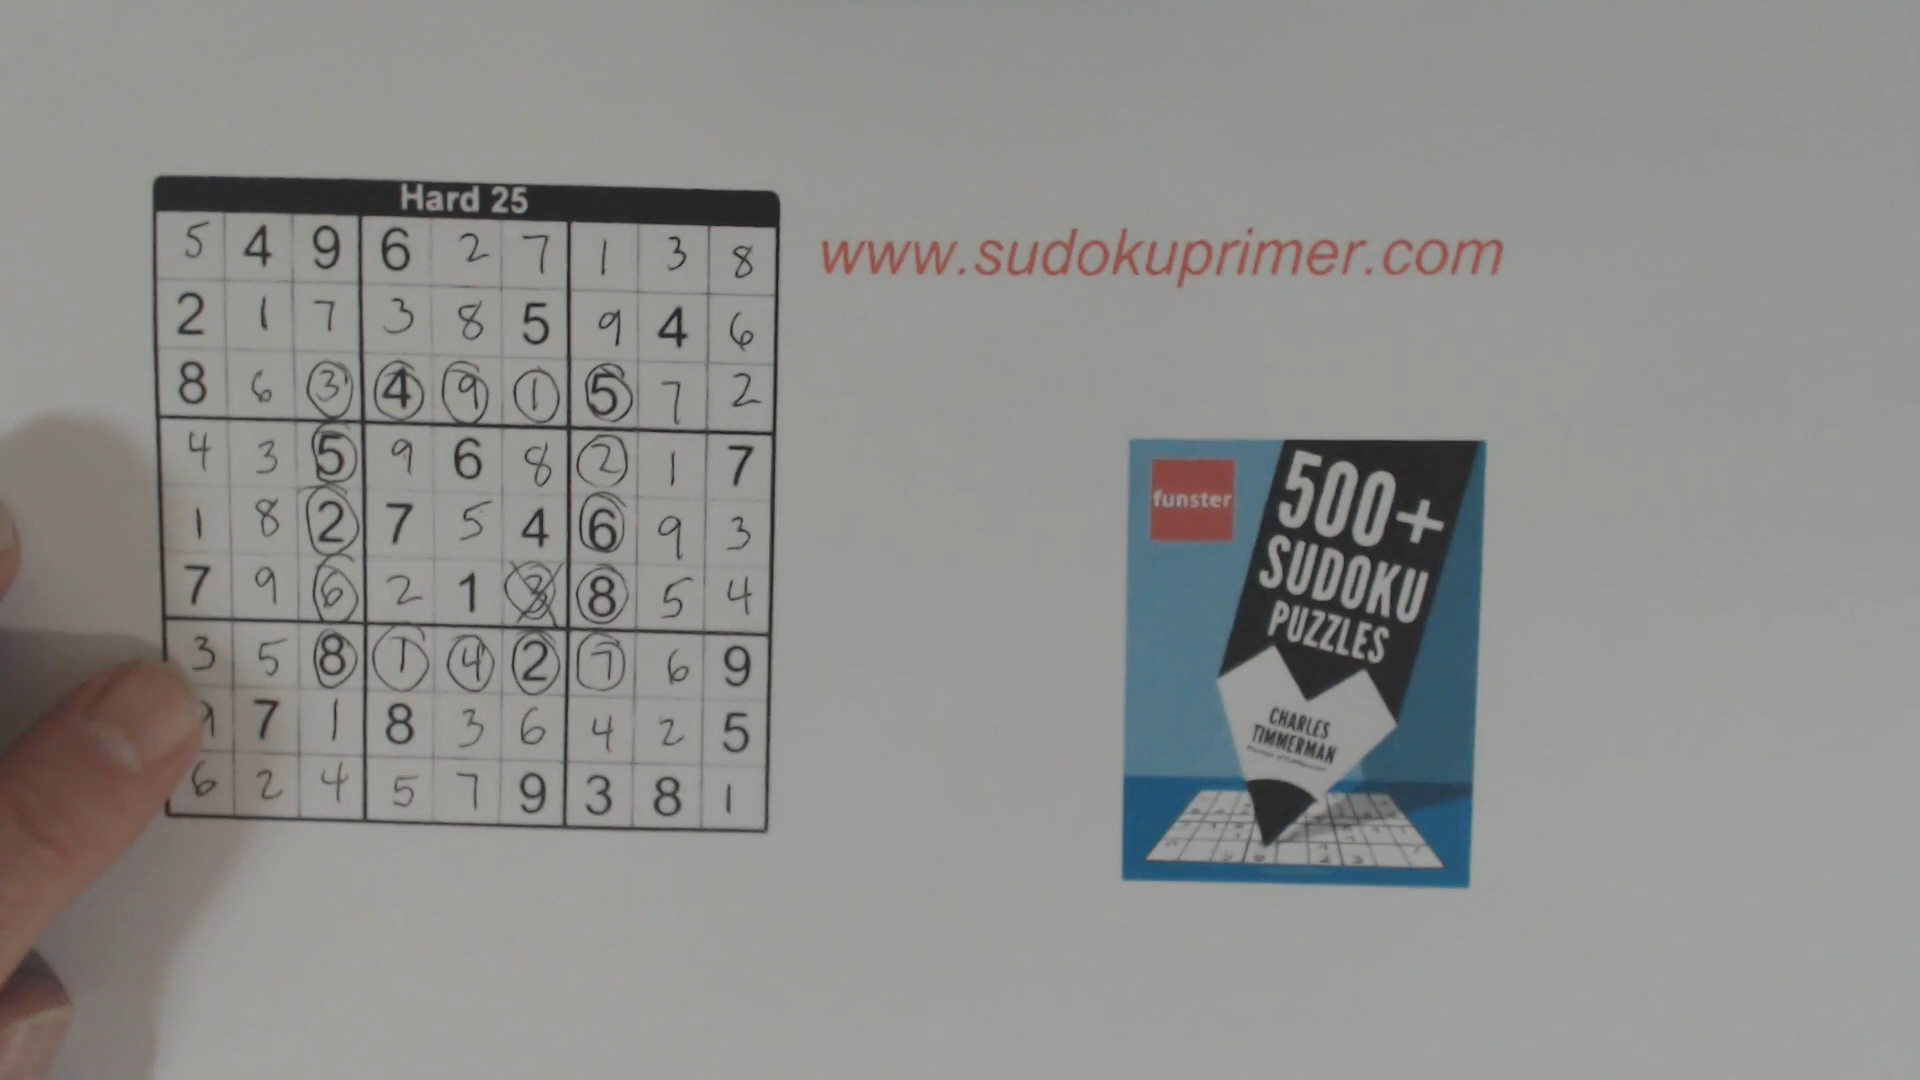 Hard 25
5 4 9 6 2 7 1 3 8
2 1 7 3 8 5 9 4 6
8 6 3 4 9 1 5 7 2
4 3 5 9 6 8 2 1 7
1 8 2 7 5 4 6 9 3
7 9 6 2 1 3 8 5 4
3 5 8 1 4 2 7 6 9
9 7 1 8 3 6 4 2 5
6 2 4 5 7 9 3 8 1
www.sudokuprimer.com
funster
500+
SUDOKU
PUZZLES
CHARLES
TIMMERMAN